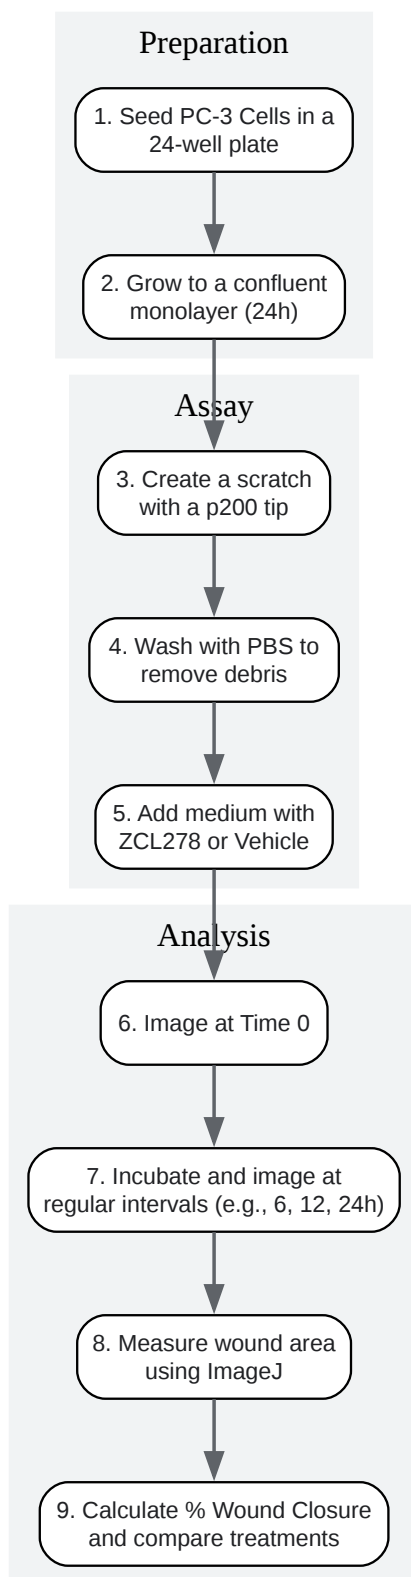 Preparation
1. Seed PC-3 Cells in a
24-well plate
2. Grow to a confluent
monolayer (24h)
Assay
3. Create a scratch
with a p200 tip
4. Wash with PBS to
remove debris
5. Add medium with
ZCL278 or Vehicle
Analysis
6. Image at Time 0
7. Incubate and image at
regular intervals (e.g., 6, 12, 24h)
8. Measure wound area
using ImageJ
9. Calculate % Wound Closure
and compare treatments